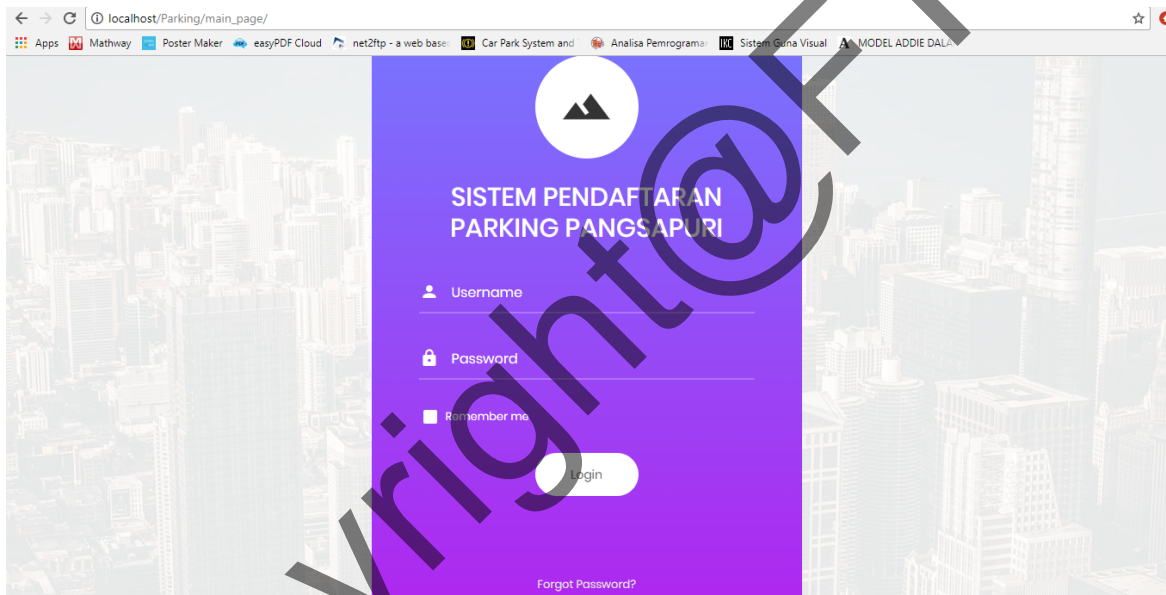 localhost/Parking/main_page/
Apps Mathway Poster Maker easyPDF Cloud net2ftp - a web base Car Park System and Analisa Pemrograman Sistem Guna Visual MODEL ADDIE DALA
SISTEM PENDAFTARAN
PARKING PANGSAPURI
Username
Password
Remember me
Login
Forgot Password?
yright@F